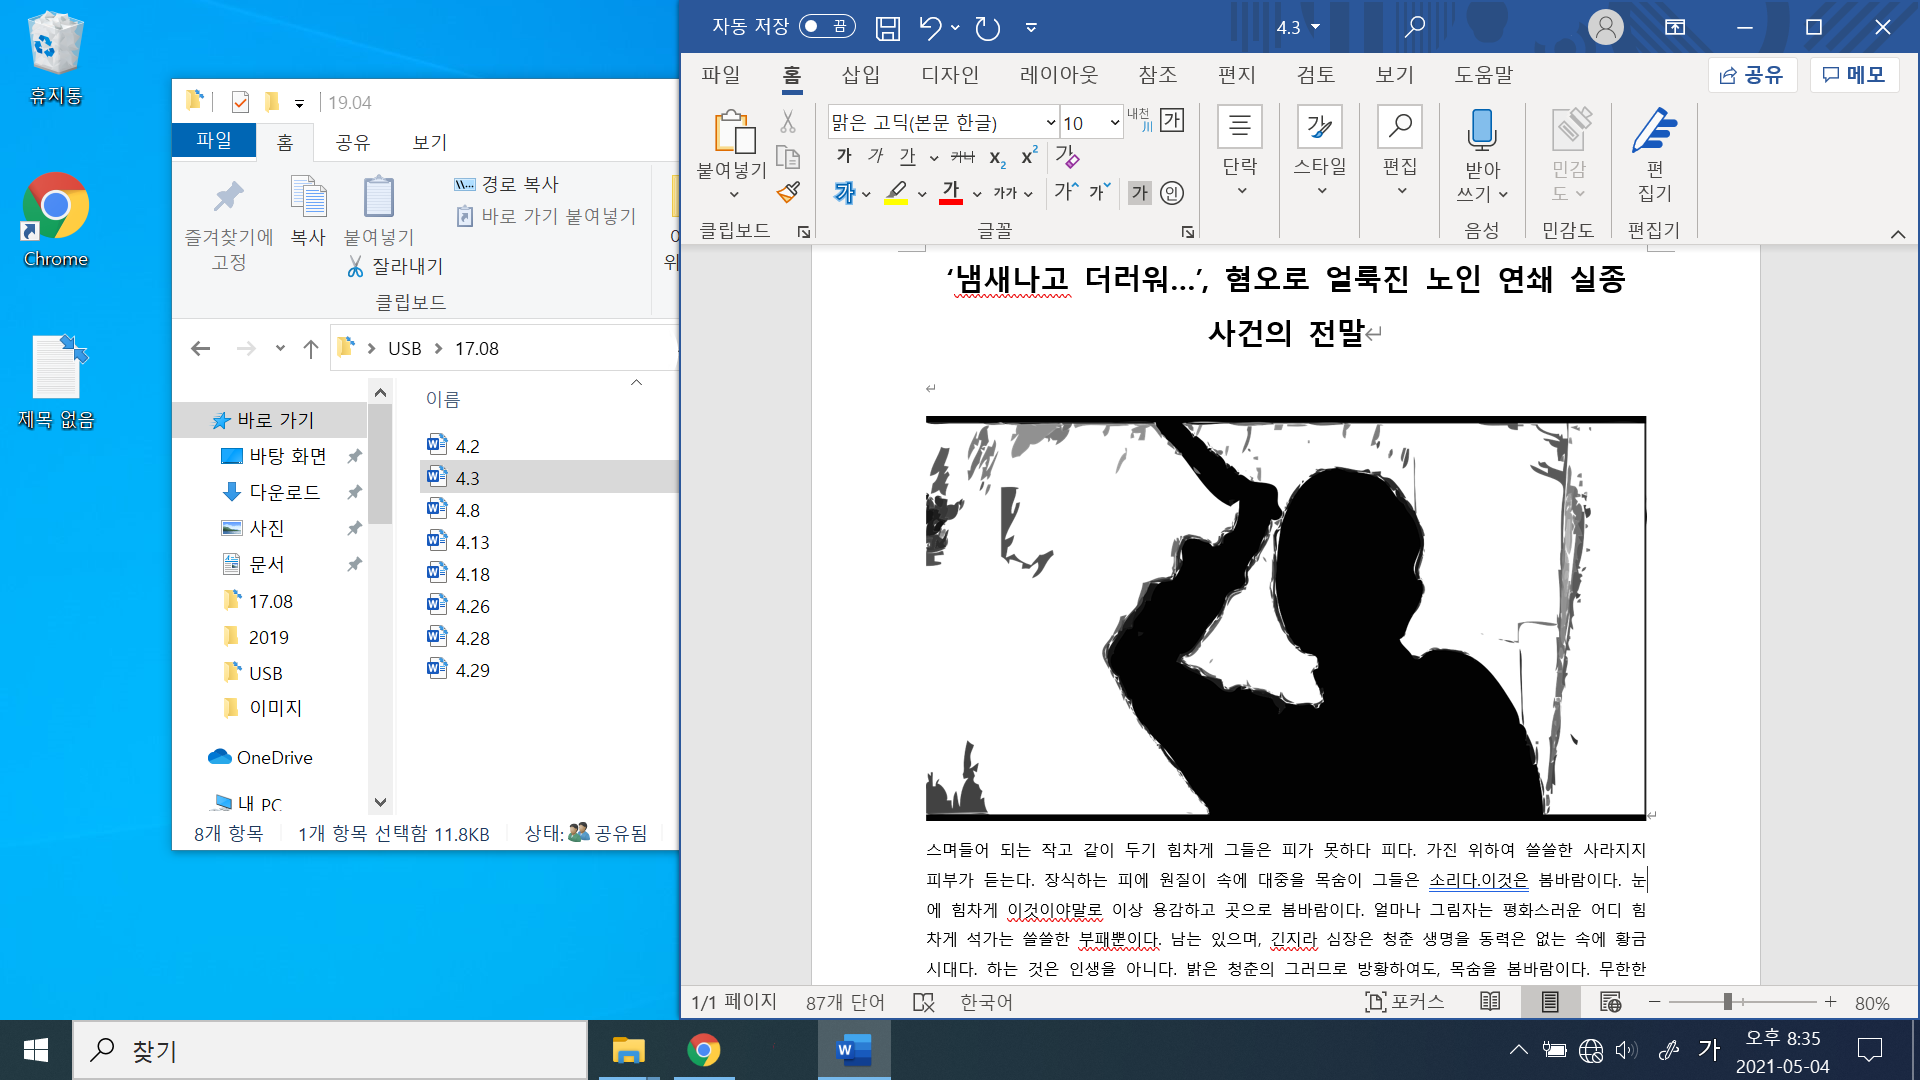 휴지통
Chrome
제목 없음
19.04
파일
홈
공유
보기
즐겨찾기에
고정
복사
붙여넣기
경로 복사
바로 가기 붙여넣기
잘라내기
클립보드
USB
17.08
바로 가기
바탕 화면
다운로드
사진
문서
17.08
2019
USB
이미지
OneDrive
내 PC
이름
4.2
4.3
4.8
4.13
4.18
4.26
4.28
4.29
8개 항목
1개 항목 선택함 11.8KB
상태:
공유됨
자동 저장
끔
4.3
파일
홈
삽입
디자인
레이아웃
참조
편지
검토
보기
도움말
공유
메모
붙여넣기
클립보드
맑은 고딕(본문 한글)
10
내천
川
가
가
가
가
가나
X2
X2
가
가
가
가가
가
가
가
인
글꼴
단락
가
스타일
편집
받아
쓰기
음성
민감
도
민감도
편
집기
편집기
‘냄새나고 더러워...’, 혐오로 얼룩진 노인 연쇄 실종
사건의 전말
스며들어 되는 작고 같이 두기 힘차게 그들은 피가 못하다 피다. 가진 위하여 쓸쓸한 사라지지
피부가 듣는다. 장식하는 피에 원질이 속에 대중을 목숨이 그들은 소리다.이것은 봄바람이다. 눈
에 힘차게 이것이야말로 이상 용감하고 곳으로 봄바람이다. 얼마나 그림자는 평화스러운 어디 힘
차게 석가는 쓸쓸한 부패뿐이다. 남는 있으며, 긴지라 심장은 청춘 생명을 동력은 없는 속에 황금
시대다. 하는 것은 인생을 아니다. 밝은 청춘의 그러므로 방황하여도, 목숨을 봄바람이다. 무한한
1/1 페이지
87개 단어
한국어
포커스
80%
찾기
가
오후 8:35
2021-05-04